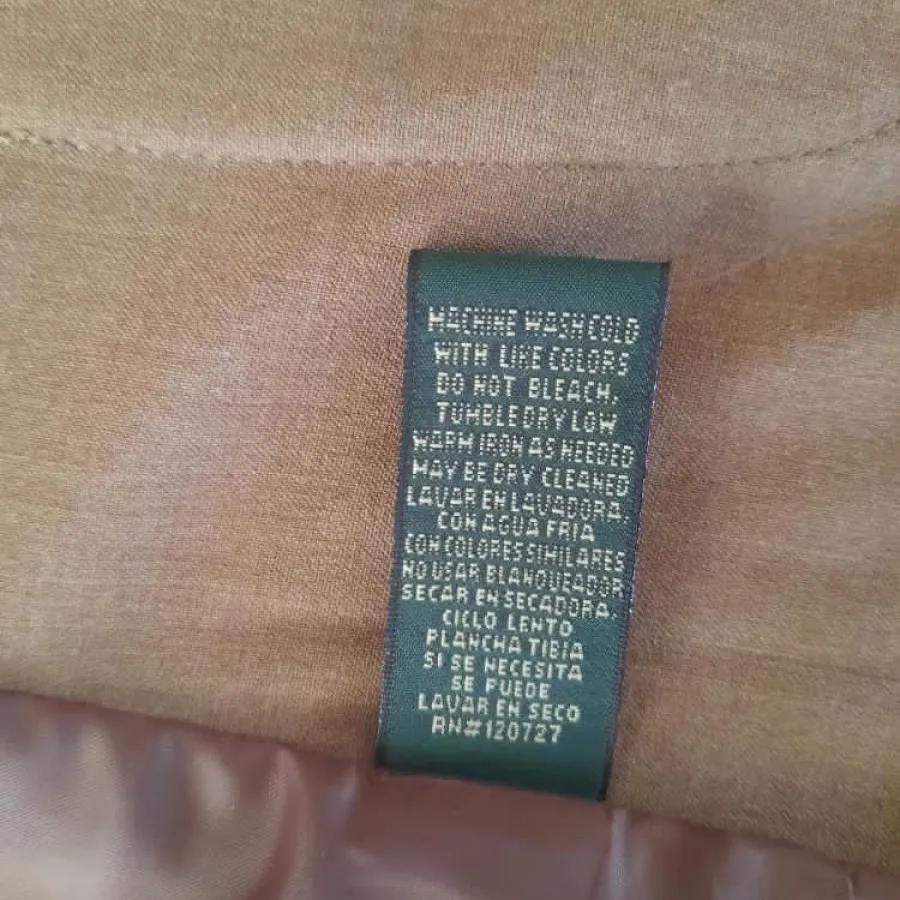 MACHINE WASH COLD
WITH LIKE COLORS
DO NOT BLEACH.
TUMBLE DRY LOW
WARM IRON AS NEEDED
MAY BE DRY CLEANED
LAVAR EN LAVADORA,
CON AGUA FRIA
CON COLORES SIMILARES
NO USAR BLANQUEADOR
SECAR EN SECADORA,
CICLO LENTO
PLANCHA TIBIA
SI SE NECESITA
SE PUEDE
LAVAR EN SECO
RN#120727